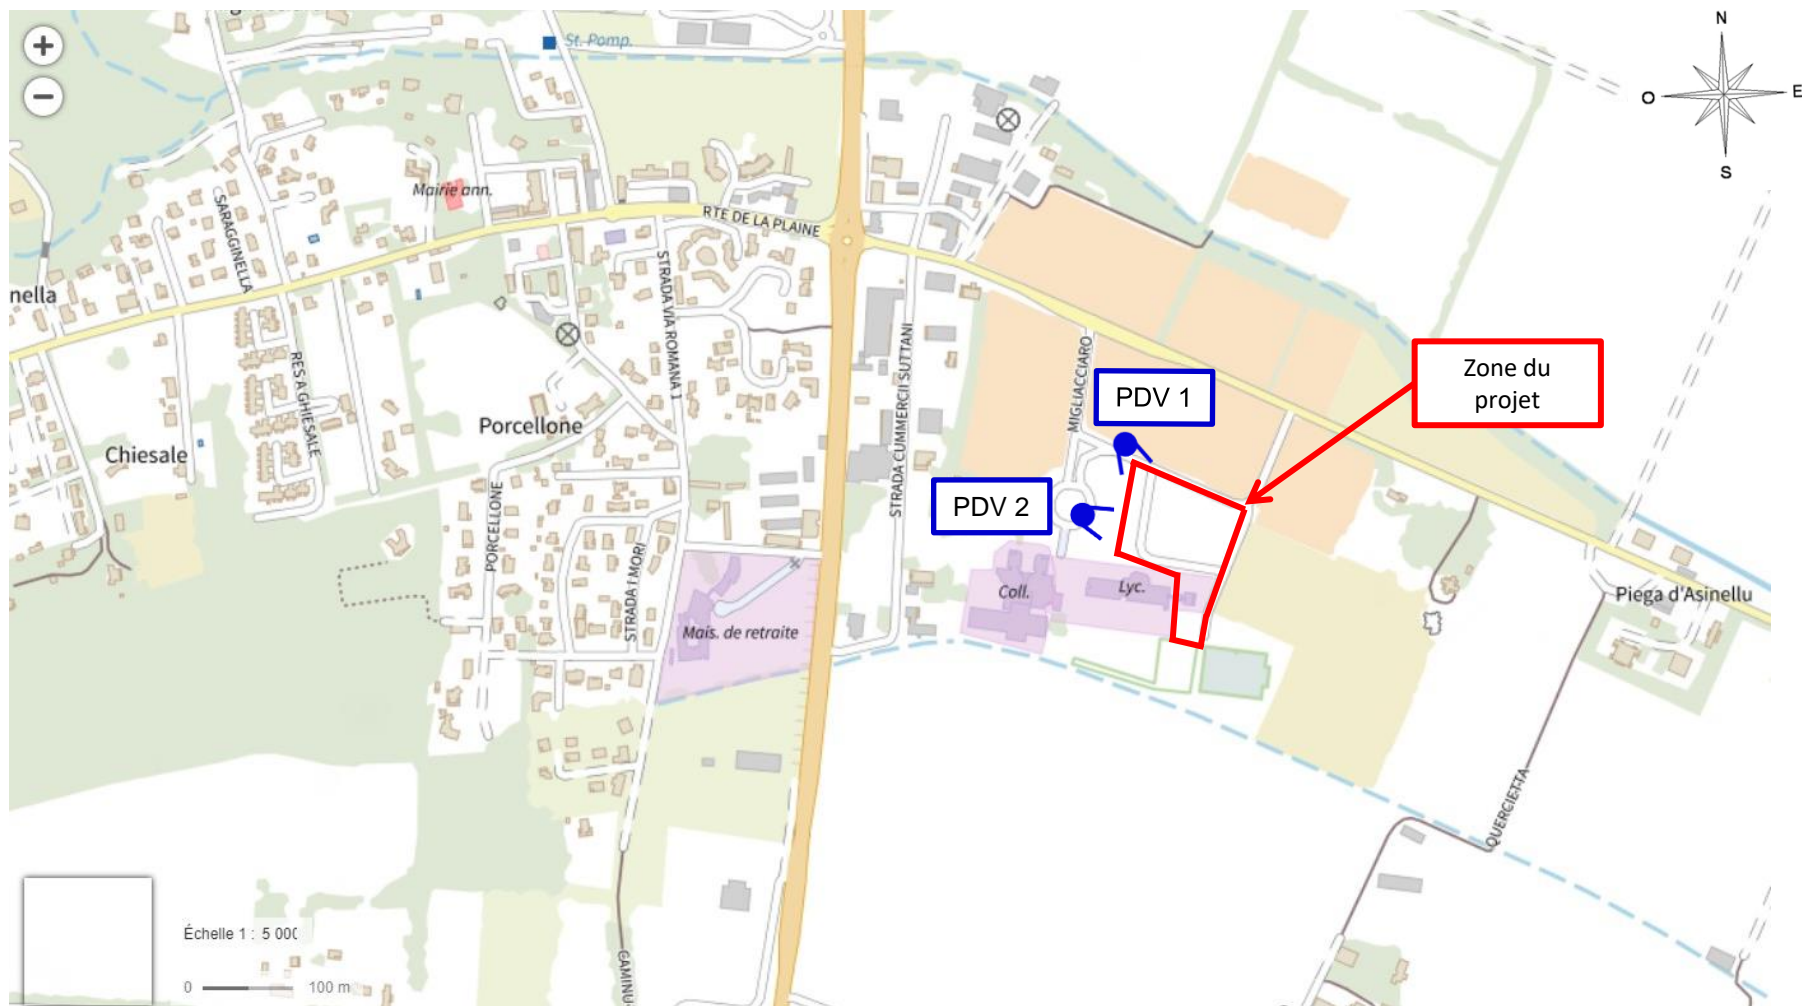 N
O
E
S
+
−
St. Pomp.
Mairie ann.
RTE DE LA PLAINE
SARAGGINELLA
STRADA VIA ROMANA 1
nella
RES A GHIESALE
STRADA CUMMERCII SUTTANI
MIGLIACCIARO
Zone du
projet
PDV 1
PDV 2
Porcellone
Chiesale
PORCELLONE
STRADA I MORI
Mais. de retraite
Coll.
Lyc.
Piega d'Asinellu
QUERCIETTA
CAMINU
Échelle 1 : 5 000
0
100 m